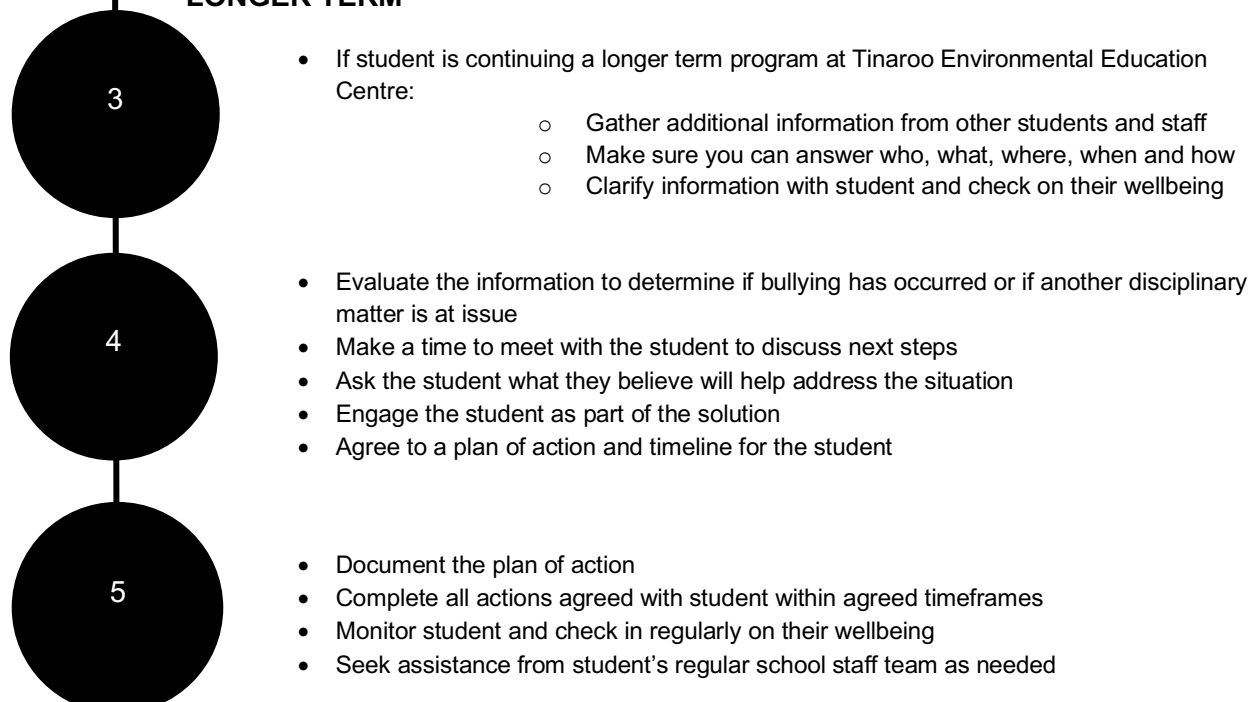 LONGER TERM
3
• If student is continuing a longer term program at Tinaroo Environmental Education
Centre:
o Gather additional information from other students and staff
o Make sure you can answer who, what, where, when and how
o Clarify information with student and check on their wellbeing
4
• Evaluate the information to determine if bullying has occurred or if another disciplinary
matter is at issue
• Make a time to meet with the student to discuss next steps
• Ask the student what they believe will help address the situation
• Engage the student as part of the solution
• Agree to a plan of action and timeline for the student
5
• Document the plan of action
• Complete all actions agreed with student within agreed timeframes
• Monitor student and check in regularly on their wellbeing
• Seek assistance from student’s regular school staff team as needed